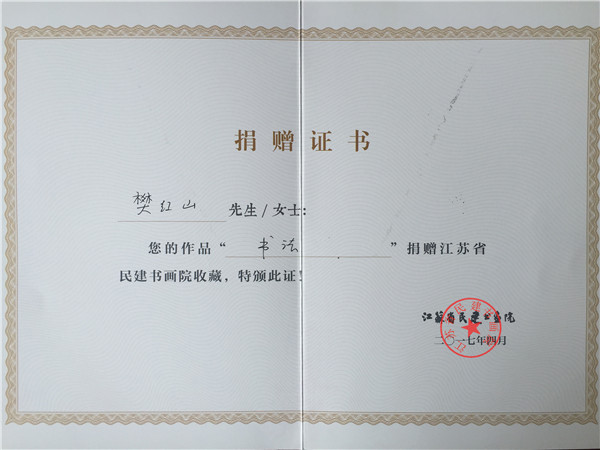 捐赠证书
樊红山 先生/女士:
您的作品“书法”捐赠江苏省
民建书画院收藏,特颁此证!
江苏省民建书画院
二〇一七年四月